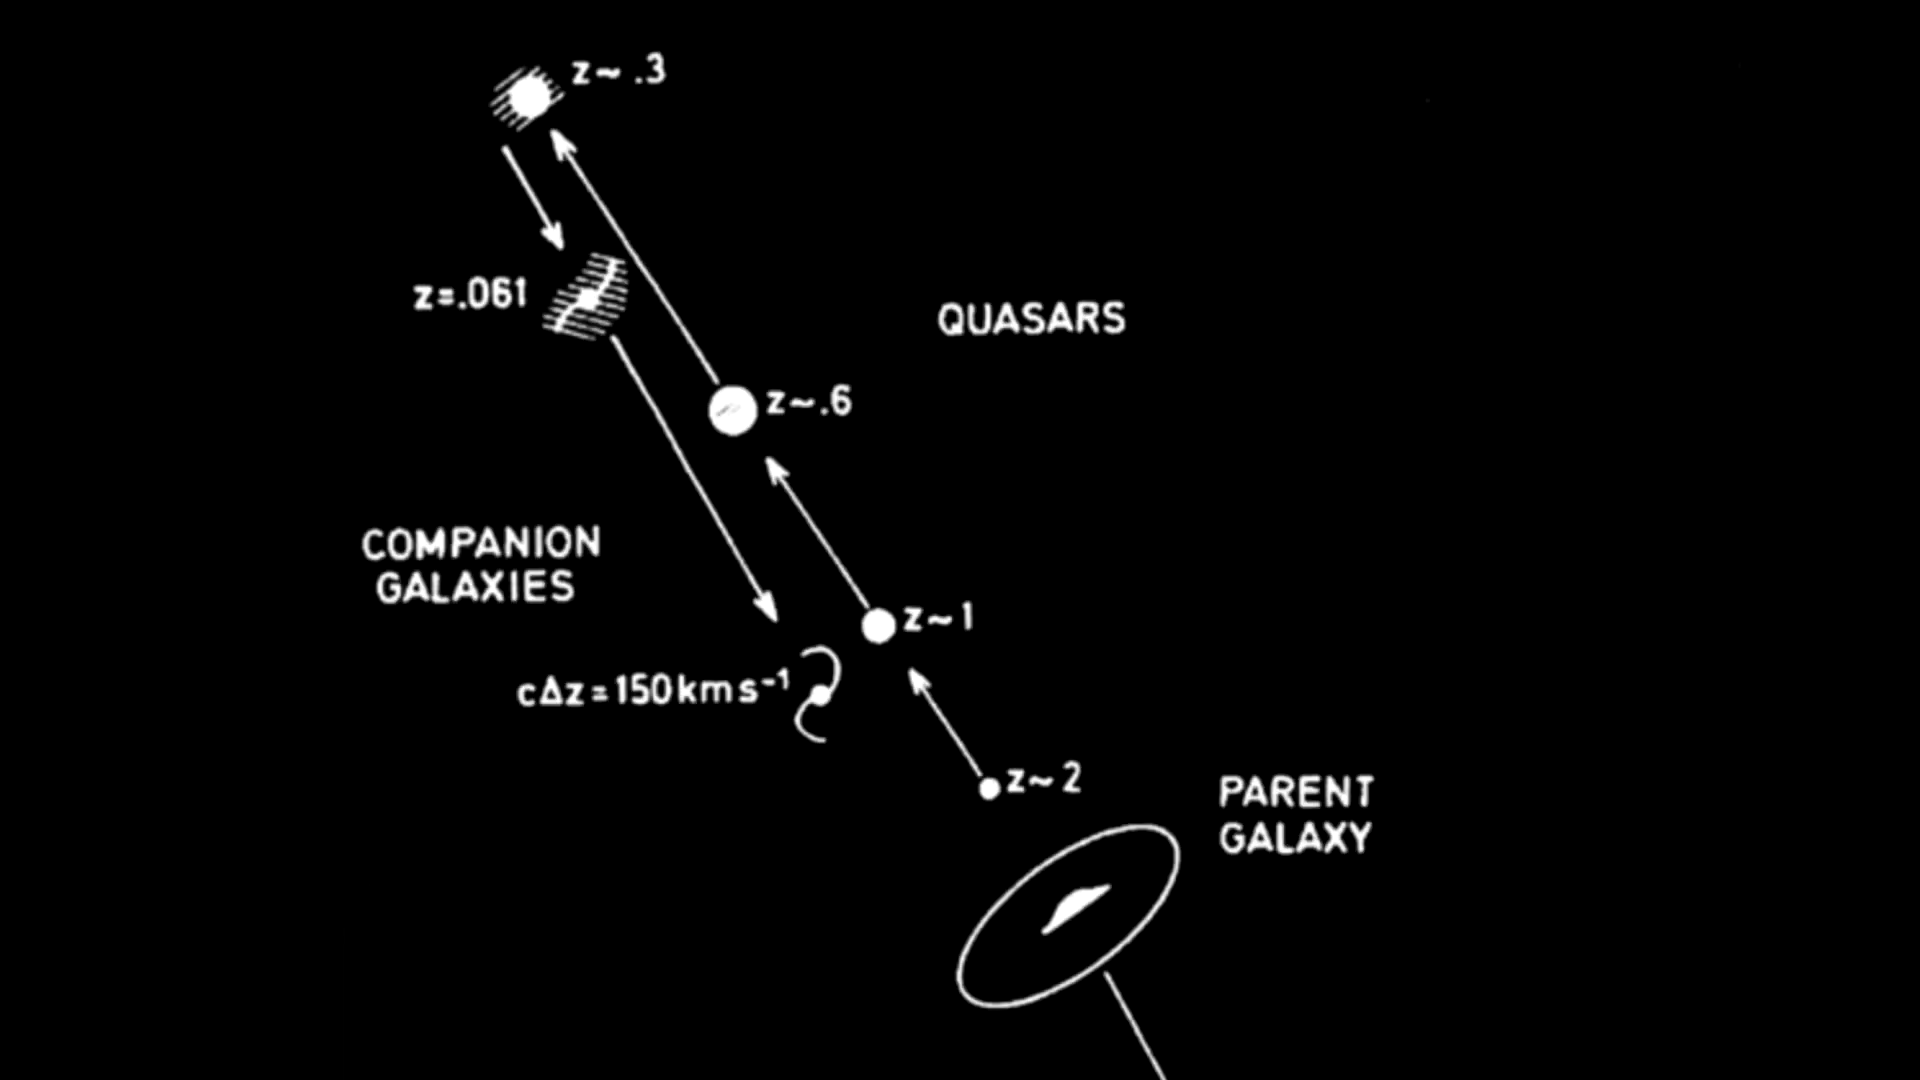 z~ .3
z=.061
QUASARS
z~.6
COMPANION
GALAXIES
z~1
cΔz=150kms⁻¹
z~2
PARENT
GALAXY